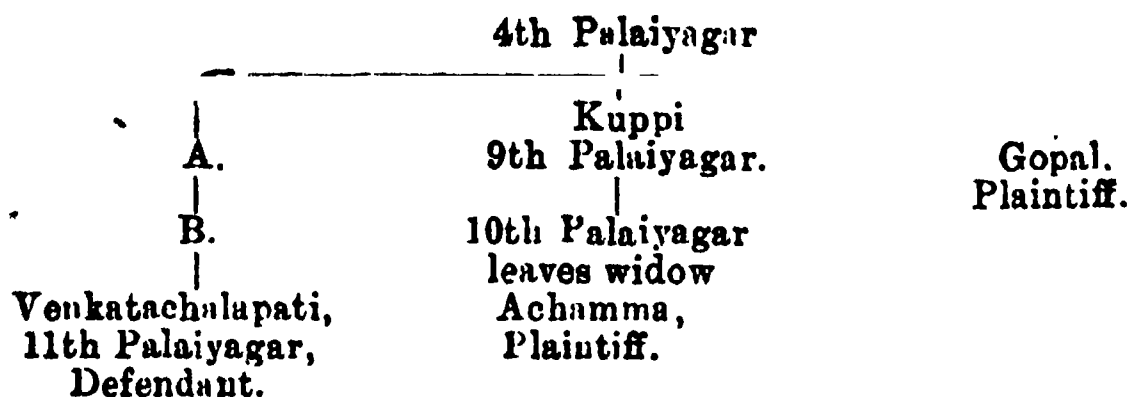 4th Palaiyagar
Kuppi
A. 9th Palaiyagar. Gopal.
Plaintiff.
B. 10th Palaiyagar
leaves widow
Venkatachalapati, Achamma,
11th Palaiyagar, Plaintiff.
Defendant.